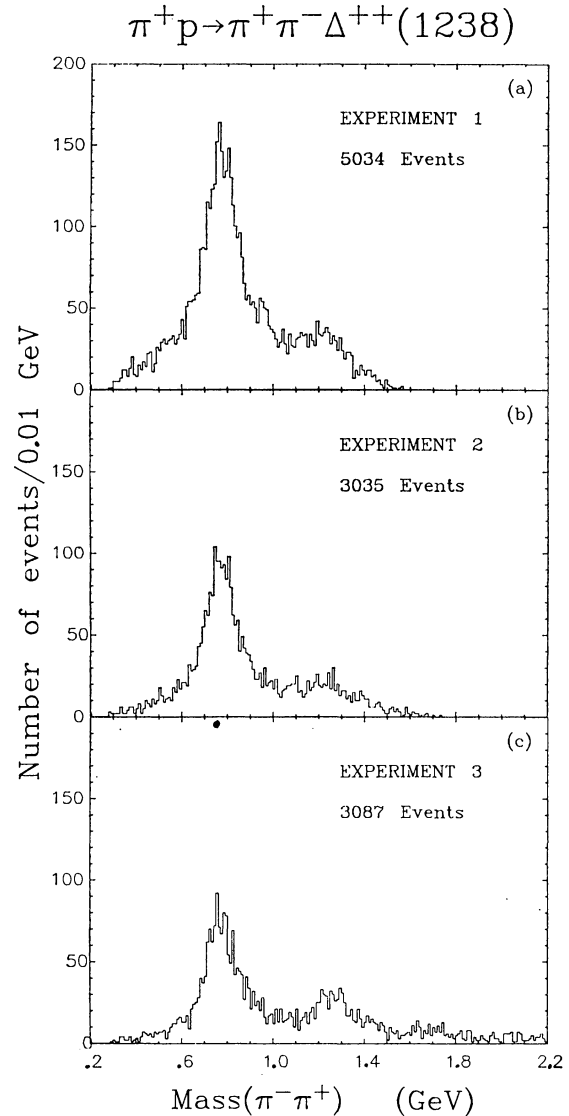 π⁺p→π⁺π⁻Δ⁺⁺(1238)
200
(a)
EXPERIMENT 1
5034 Events
150
100
50
0
(b)
EXPERIMENT 2
3035 Events
150
100
50
0
(c)
EXPERIMENT 3
3087 Events
150
100
50
0
.2 .6 1.0 1.4 1.8 2.2
Mass(π⁻π⁺) (GeV)
Number of events/0.01 GeV